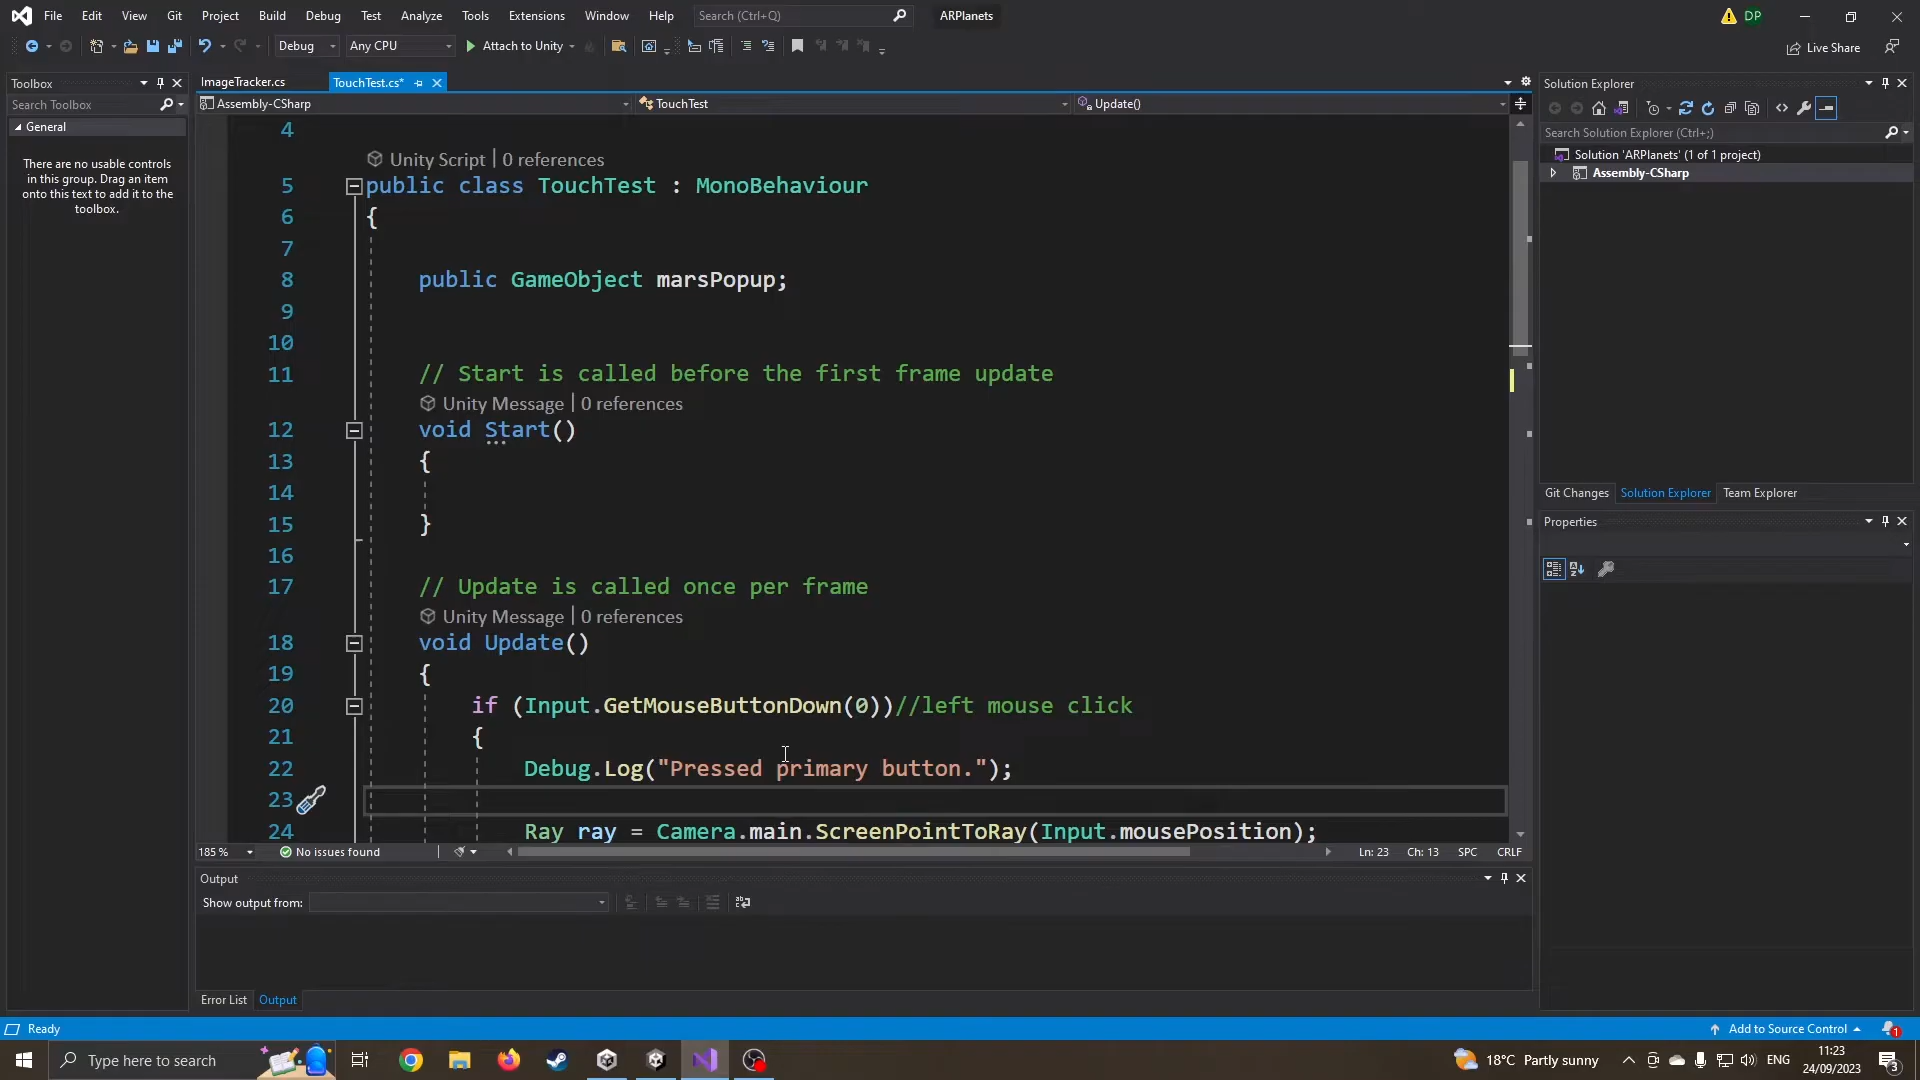 File Edit View Git Project Build Debug Test Analyze Tools Extensions Window Help Search (Ctrl+Q) ARPlanets DP
Debug Any CPU Attach to Unity Live Share
Toolbox
Search Toolbox
General
There are no usable controls
in this group. Drag an item
onto this text to add it to the
toolbox.
ImageTracker.cs TouchTest.cs*
Assembly-CSharp TouchTest Update()
4
Unity Script | 0 references
5 public class TouchTest : MonoBehaviour
6 {
7
8 public GameObject marsPopup;
9
10
11 // Start is called before the first frame update
Unity Message | 0 references
12 void Start()
13 {
14
15 }
16
17 // Update is called once per frame
Unity Message | 0 references
18 void Update()
19 {
20 if (Input.GetMouseButtonDown(0))//left mouse click
21 {
22 Debug.Log("Pressed primary button.");
23
24 Ray ray = Camera.main.ScreenPointToRay(Input.mousePosition);
185 % No issues found Ln: 23 Ch: 13 SPC CRLF
Output
Show output from:
Error List Output
Solution Explorer
Search Solution Explorer (Ctrl+;)
Solution 'ARPlanets' (1 of 1 project)
Assembly-CSharp
Git Changes Solution Explorer Team Explorer
Properties
Ready Add to Source Control 1
Type here to search 18°C Partly sunny ENG 11:23
24/09/2023 3